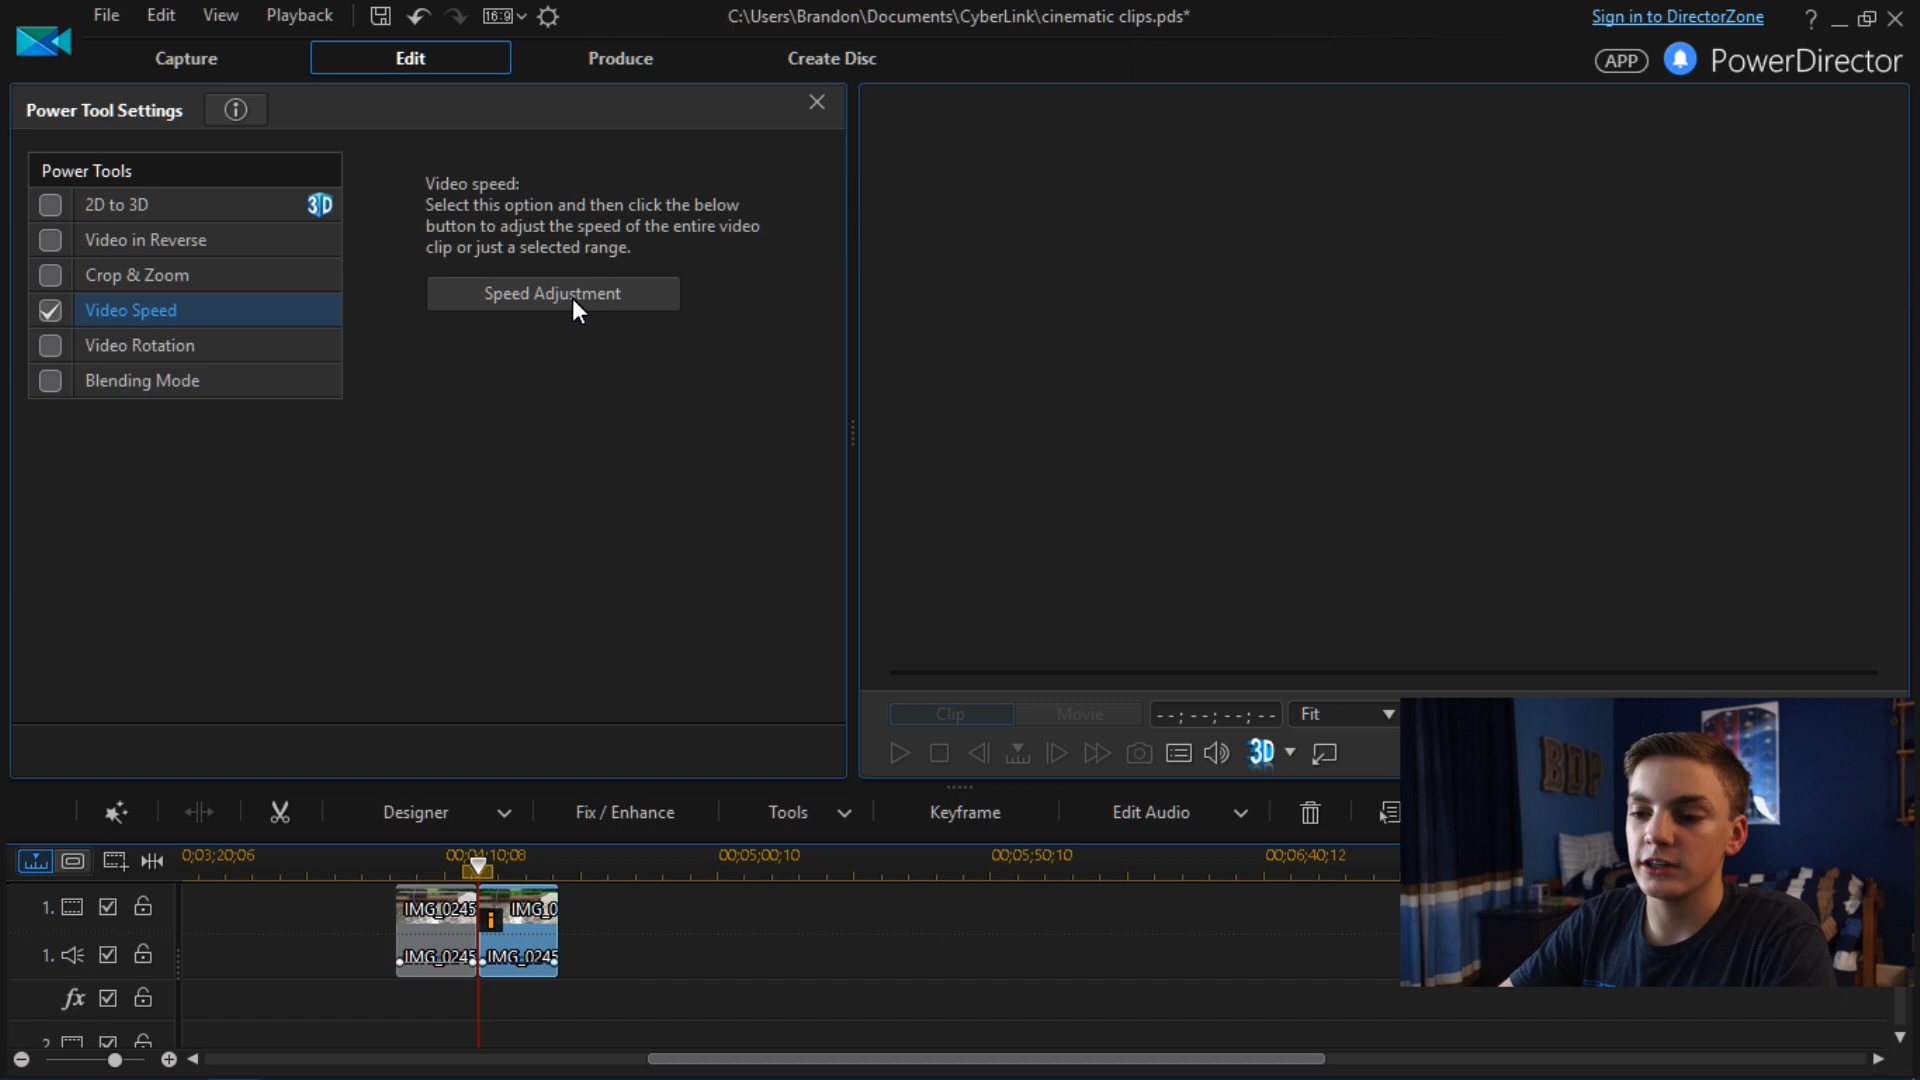 File Edit View Playback 16:9 C:\Users\Brandon\Documents\CyberLink\cinematic clips.pds* Sign in to DirectorZone ?
Capture Edit Produce Create Disc APP PowerDirector
Power Tool Settings i
Power Tools
2D to 3D 3D
Video in Reverse
Crop & Zoom
Video Speed
Video Rotation
Blending Mode
Video speed:
Select this option and then click the below
button to adjust the speed of the entire video
clip or just a selected range.
Speed Adjustment
Clip Movie --;--;--;-- Fit
3D
BDP
Designer Fix / Enhance Tools Keyframe Edit Audio
0;03;20;06 00;04;10;08 00;05;00;10 00;05;50;10 00;06;40;12
1. IMG_0245 i IMG_0
1. IMG_0245 IMG_0245
fx
2